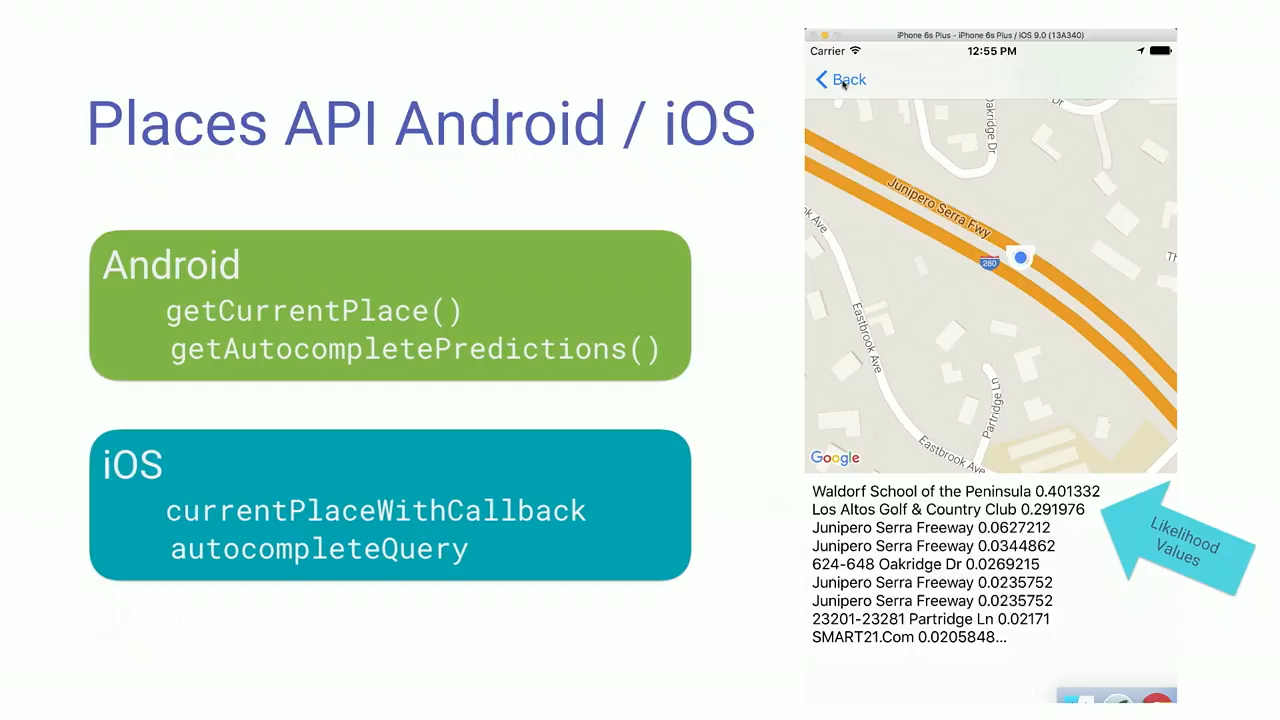 Places API Android / iOS
Android
getCurrentPlace()
getAutocompletePredictions()
iOS
currentPlaceWithCallback
autocompleteQuery
iPhone 6s Plus - iPhone 6s Plus / iOS 9.0 (13A340)
Carrier
12:55 PM
Back
Oakridge Dr
Junipero Serra Fwy
280
Eastbrook Ave
Partridge Ln
Eastbrook Ave
Google
Waldorf School of the Peninsula 0.401332
Los Altos Golf & Country Club 0.291976
Junipero Serra Freeway 0.0627212
Junipero Serra Freeway 0.0344862
624-648 Oakridge Dr 0.0269215
Junipero Serra Freeway 0.0235752
Junipero Serra Freeway 0.0235752
23201-23281 Partridge Ln 0.02171
SMART21.Com 0.0205848...
Likelihood
Values